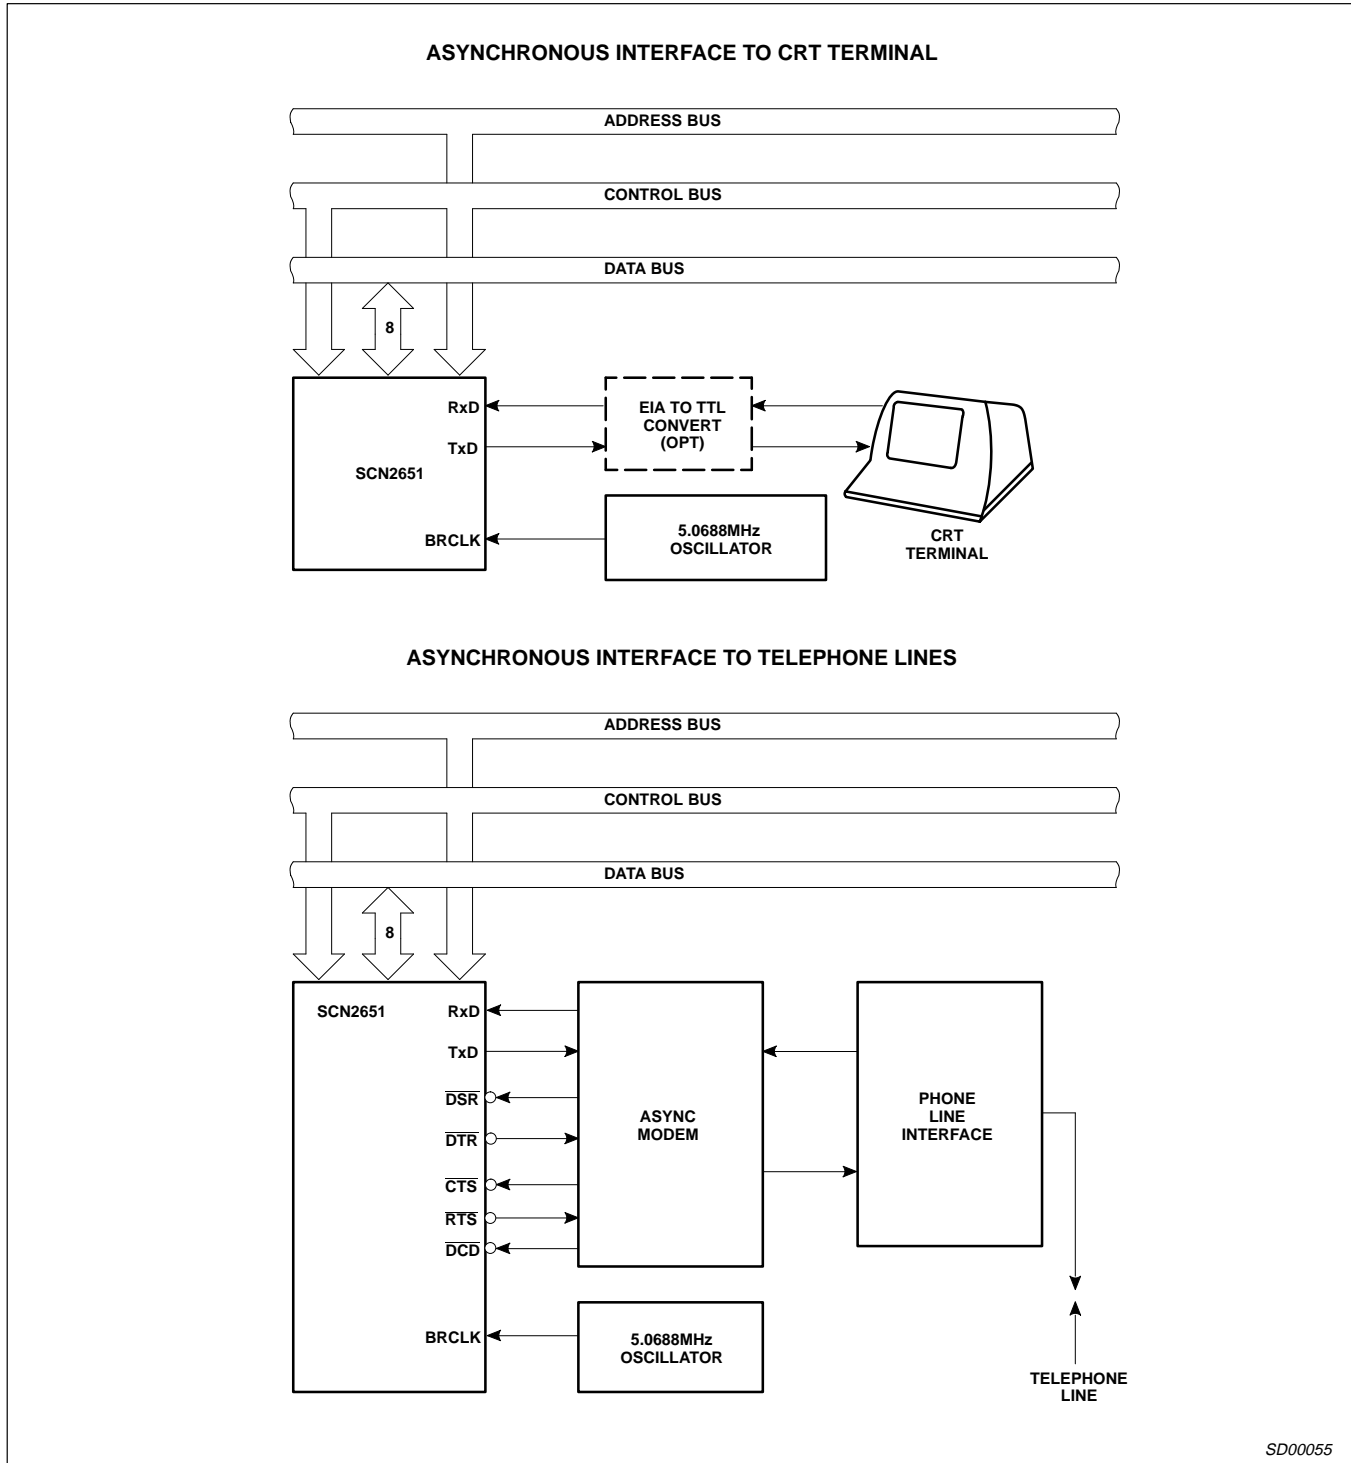 ASYNCHRONOUS INTERFACE TO CRT TERMINAL
ADDRESS BUS
CONTROL BUS
DATA BUS
8
RxD
TxD
SCN2651
BRCLK
EIA TO TTL
CONVERT
(OPT)
5.0688MHz
OSCILLATOR
CRT
TERMINAL
ASYNCHRONOUS INTERFACE TO TELEPHONE LINES
ADDRESS BUS
CONTROL BUS
DATA BUS
8
SCN2651
RxD
TxD
DSR
DTR
CTS
RTS
DCD
BRCLK
ASYNC
MODEM
PHONE
LINE
INTERFACE
5.0688MHz
OSCILLATOR
TELEPHONE
LINE
SD00055